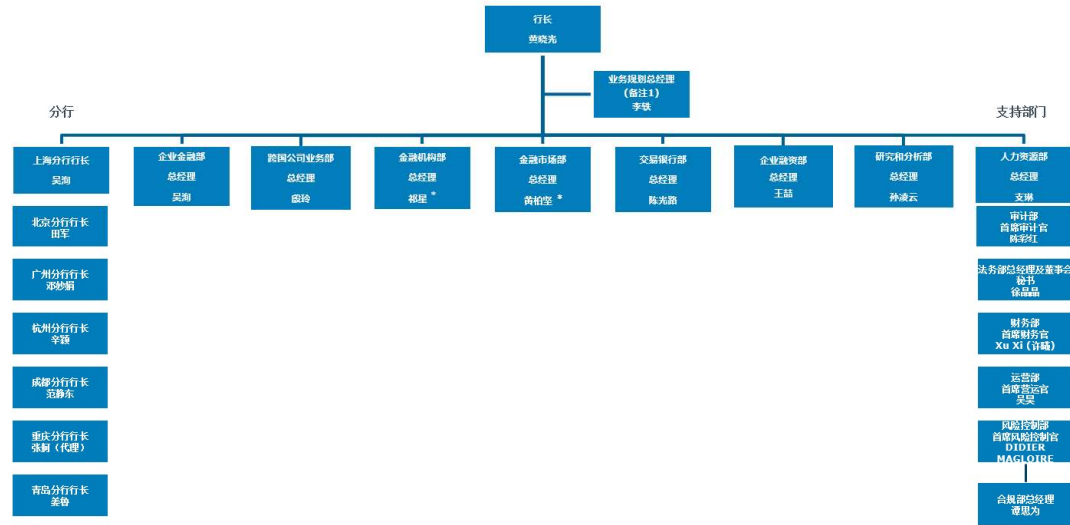 行长
黄晓光
业务规划总经理
(备注1)
李轶
分行
支持部门
上海分行行长
吴洵
企业金融部
总经理
吴洵
跨国公司业务部
总经理
殷玲
金融机构部
总经理
祁星 *
金融市场部
总经理
黄柏坚 *
交易银行部
总经理
陈光路
企业融资部
总经理
王喆
研究和分析部
总经理
孙凌云
人力资源部
总经理
支琳
北京分行行长
田军
广州分行行长
邓妙娟
杭州分行行长
辛颖
成都分行行长
范静东
重庆分行行长
(代理)
青岛分行行长
姜鲁
审计部
首席审计官
陈彩红
法务部总经理及董事会
秘书
徐晶晶
财务部
首席财务官
Xu Xi (许曦)
运营部
首席营运官
吴昊
风险控制部
首席风险控制官
DIDIER
MAGLOIRE
合规部总经理
谭思为